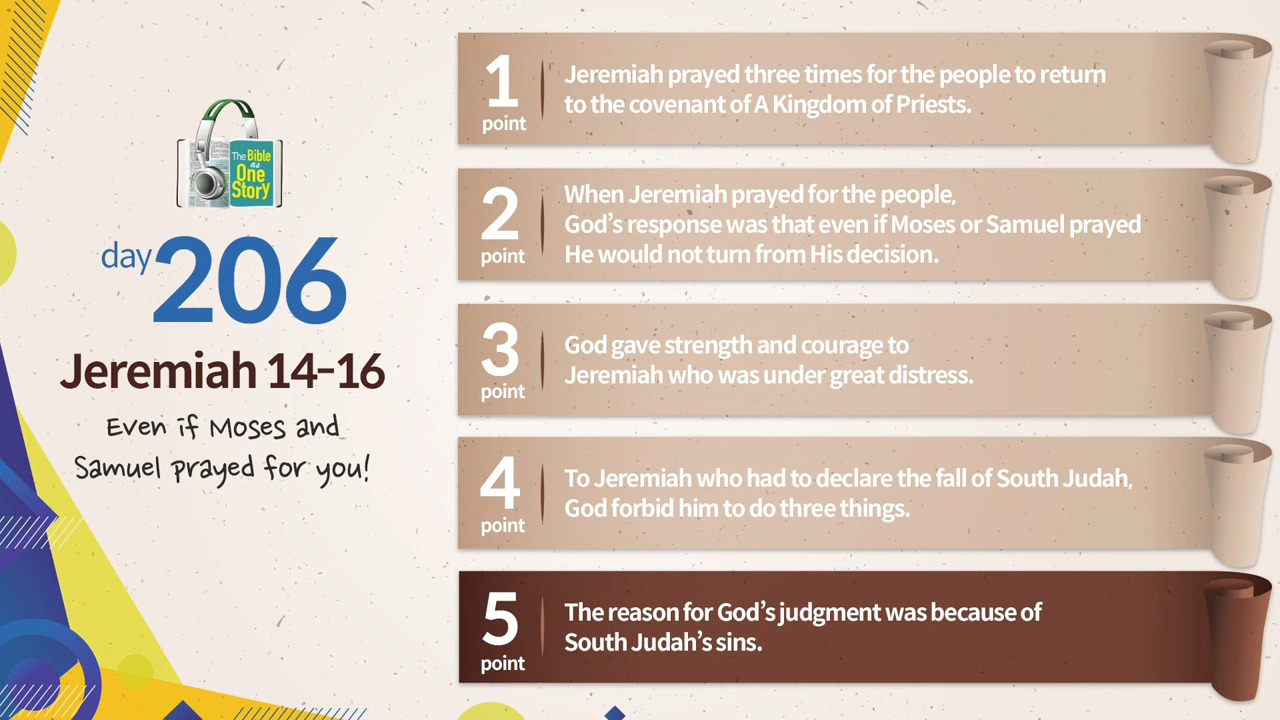 The Bible
as
One
Story
day 206
Jeremiah 14-16
Even if Moses and
Samuel prayed for you!
1
point
Jeremiah prayed three times for the people to return
to the covenant of A Kingdom of Priests.
2
point
When Jeremiah prayed for the people,
God's response was that even if Moses or Samuel prayed
He would not turn from His decision.
3
point
God gave strength and courage to
Jeremiah who was under great distress.
4
point
To Jeremiah who had to declare the fall of South Judah,
God forbid him to do three things.
5
point
The reason for God's judgment was because of
South Judah's sins.